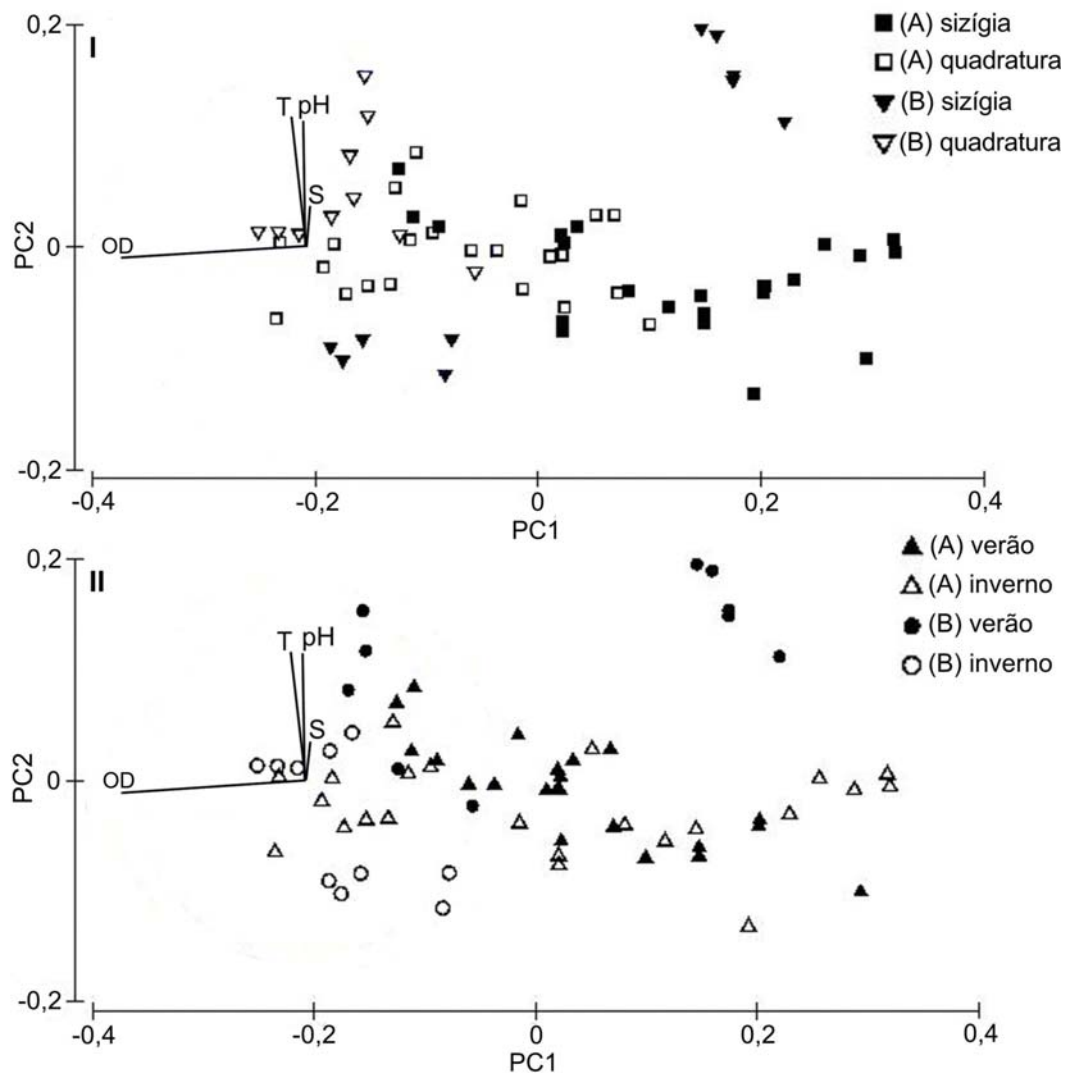 0,2
I
(A) sizígia
(A) quadratura
(B) sizígia
(B) quadratura
T pH
S
OD
PC2
0
-0,2
-0,4 -0,2 0 0,2 0,4
PC1
0,2
II
(A) verão
(A) inverno
(B) verão
(B) inverno
T pH
S
OD
PC2
0
-0,2
-0,4 -0,2 0 0,2 0,4
PC1